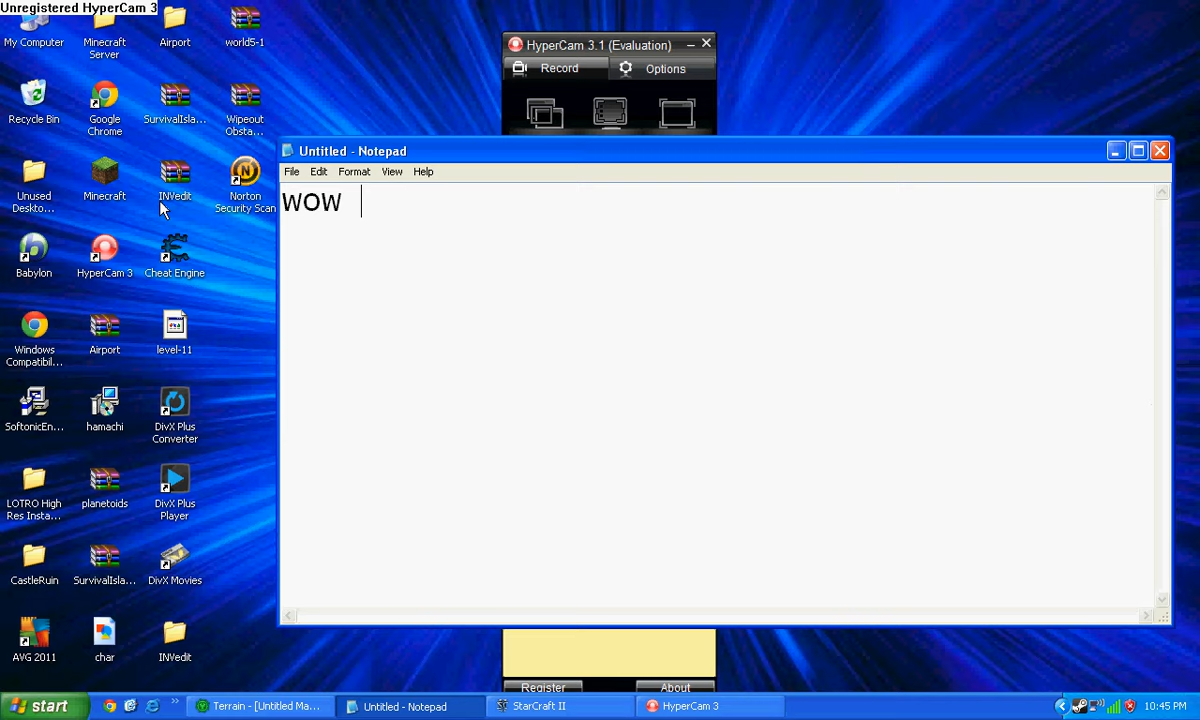 Unregistered HyperCam 3
My Computer
Minecraft
Server
Airport
world5-1
Recycle Bin
Google
Chrome
SurvivalIsla...
Wipeout
Obsta...
Unused
Deskto...
Minecraft
INVedit
Norton
Security Scan
Babylon
HyperCam 3
Cheat Engine
Windows
Compatibil...
Airport
level-11
SoftonicEn...
hamachi
DivX Plus
Converter
LOTRO High
Res Insta...
planetoids
DivX Plus
Player
CastleRuin
SurvivalIsla...
DivX Movies
AVG 2011
char
INVedit
HyperCam 3.1 (Evaluation)
Record
Options
Untitled - Notepad
File Edit Format View Help
WOW
Register
About
start
Terrain - [Untitled Ma...
Untitled - Notepad
StarCraft II
HyperCam 3
10:45 PM